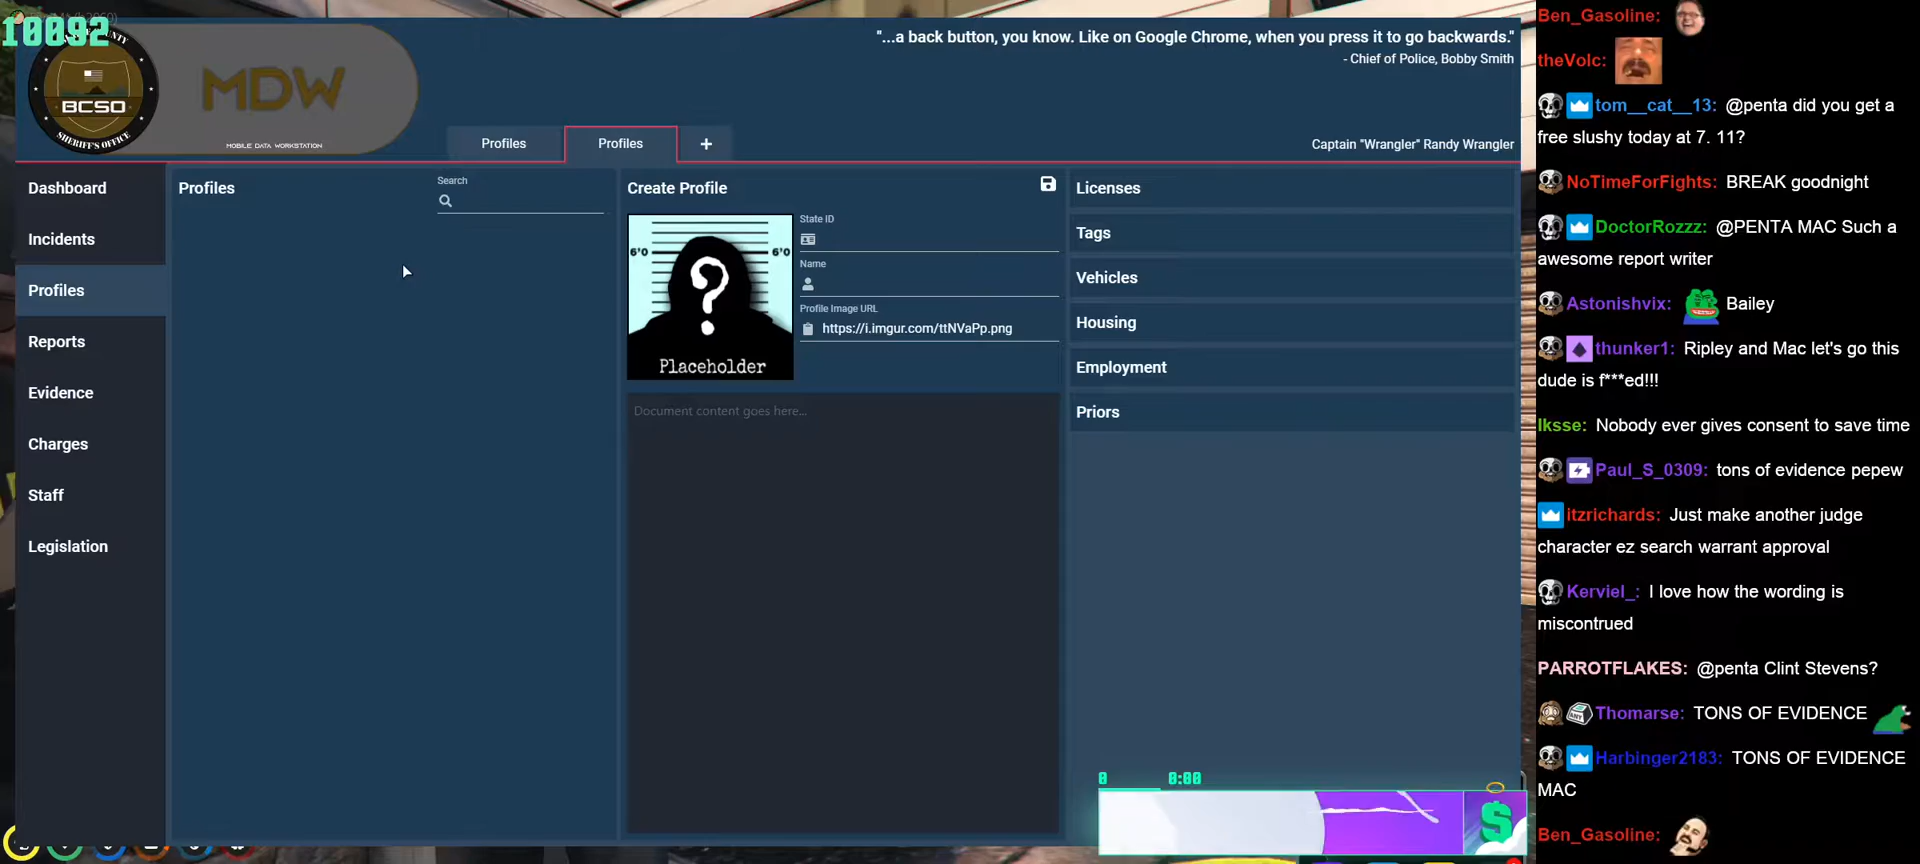 10092
COUNTY
BCSO
SHERIFF'S OFFICE
MDW
MOBILE DATA WORKSTATION
"...a back button, you know. Like on Google Chrome, when you press it to go backwards."
- Chief of Police, Bobby Smith
Profiles
Profiles
+
Captain "Wrangler" Randy Wrangler
Dashboard
Incidents
Profiles
Reports
Evidence
Charges
Staff
Legislation
Profiles
Search
Create Profile
6'0
6'0
?
Placeholder
State ID
Name
Profile Image URL
https://i.imgur.com/ttNVaPp.png
Document content goes here...
Licenses
Tags
Vehicles
Housing
Employment
Priors
0
0:00
$
Ben_Gasoline:
theVolc:
tom__cat__13: @penta did you get a
free slushy today at 7. 11?
NoTimeForFights: BREAK goodnight
DoctorRozzz: @PENTA MAC Such a
awesome report writer
Astonishvix: Bailey
thunker1: Ripley and Mac let's go this
dude is f***ed!!!
Iksse: Nobody ever gives consent to save time
Paul_S_0309: tons of evidence pepew
itzrichards: Just make another judge
character ez search warrant approval
Kerviel_: I love how the wording is
misconstrued
PARROTFLAKES: @penta Clint Stevens?
Thomarse: TONS OF EVIDENCE
Harbinger2183: TONS OF EVIDENCE
MAC
Ben_Gasoline: